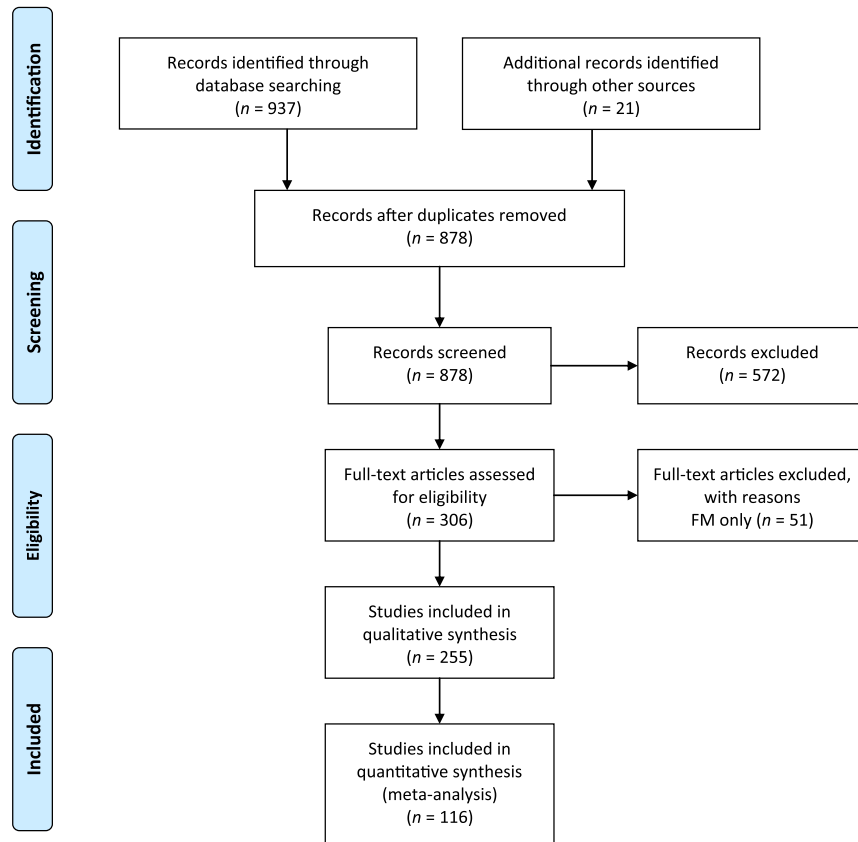 Identification
Records identified through
database searching
(n = 937)
Additional records identified
through other sources
(n = 21)
Records after duplicates removed
(n = 878)
Screening
Records screened
(n = 878)
Records excluded
(n = 572)
Eligibility
Full-text articles assessed
for eligibility
(n = 306)
Full-text articles excluded,
with reasons
FM only (n = 51)
Studies included in
qualitative synthesis
(n = 255)
Included
Studies included in
quantitative synthesis
(meta-analysis)
(n = 116)